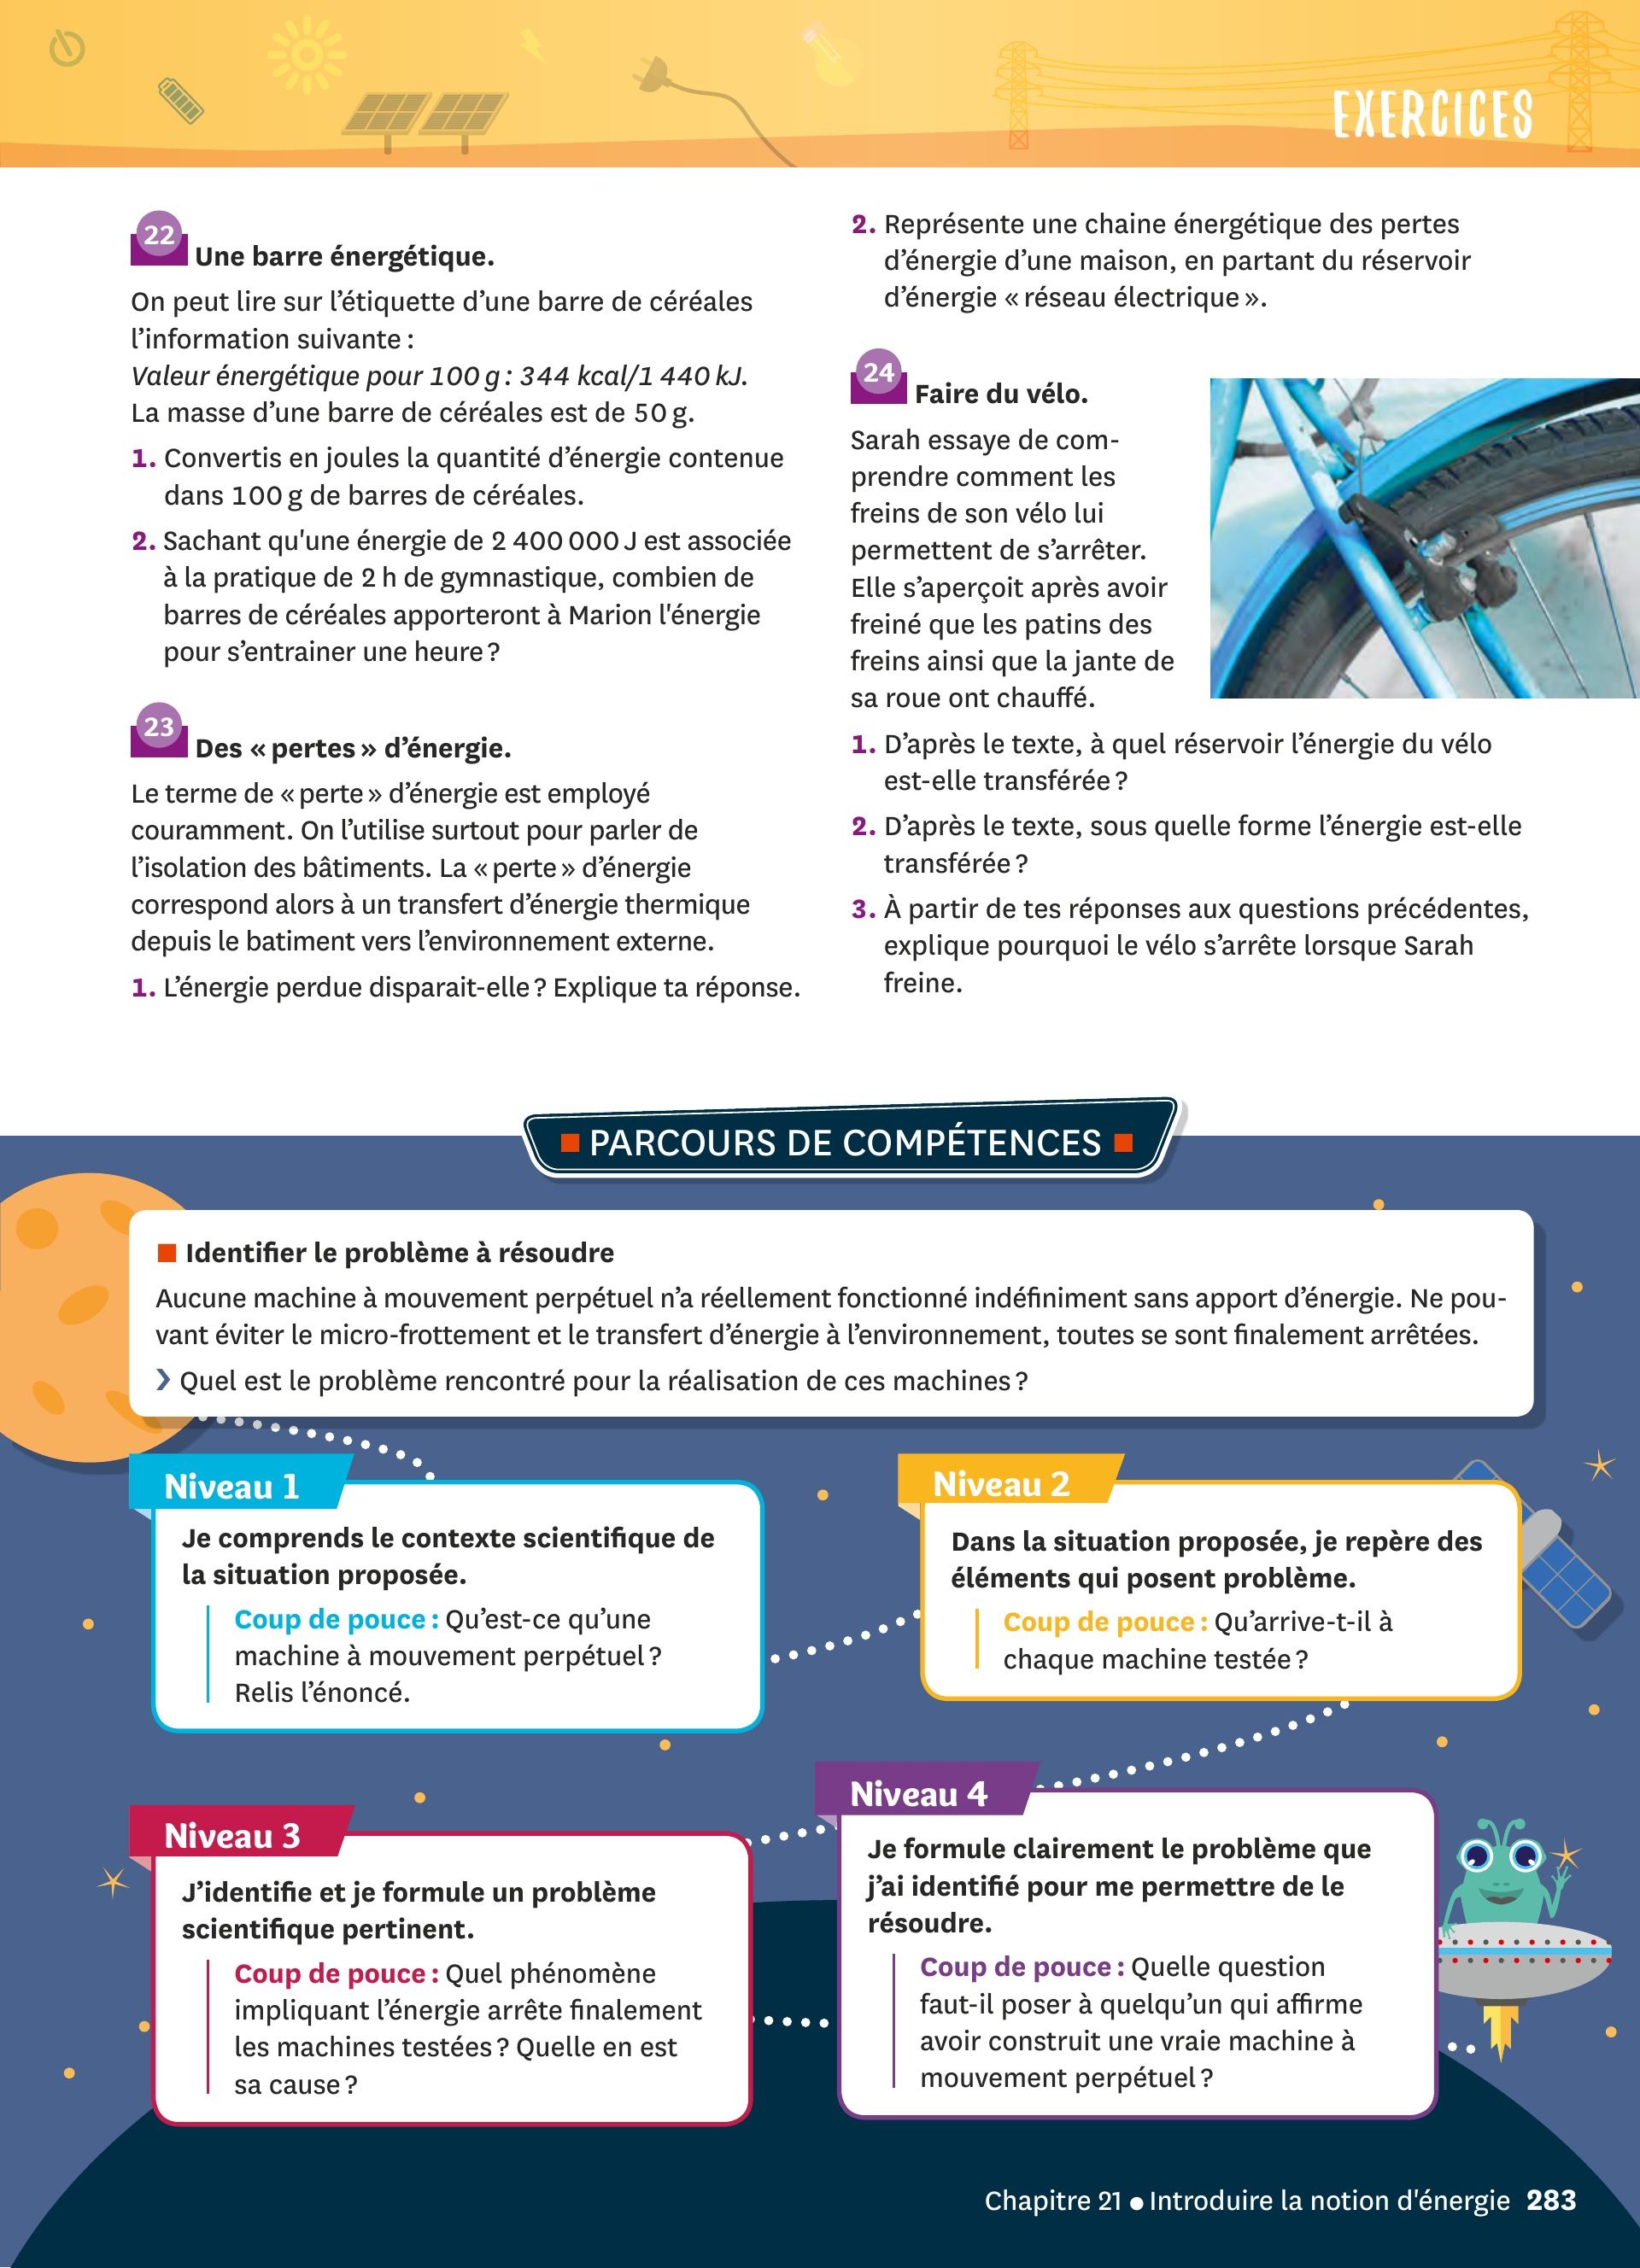 EXERCICES
22 Une barre énergétique.
On peut lire sur l’étiquette d’une barre de céréales
l’information suivante :
Valeur énergétique pour 100 g : 344 kcal/1 440 kJ.
La masse d’une barre de céréales est de 50 g.
1. Convertis en joules la quantité d’énergie contenue
dans 100 g de barres de céréales.
2. Sachant qu'une énergie de 2 400 000 J est associée
à la pratique de 2 h de gymnastique, combien de
barres de céréales apporteront à Marion l'énergie
pour s’entrainer une heure ?
23 Des « pertes » d’énergie.
Le terme de « perte » d’énergie est employé
couramment. On l’utilise surtout pour parler de
l’isolation des bâtiments. La « perte » d’énergie
correspond alors à un transfert d’énergie thermique
depuis le batiment vers l’environnement externe.
1. L’énergie perdue disparait-elle ? Explique ta réponse.
2. Représente une chaine énergétique des pertes
d’énergie d’une maison, en partant du réservoir
d’énergie « réseau électrique ».
24 Faire du vélo.
Sarah essaye de com-
prendre comment les
freins de son vélo lui
permettent de s’arrêter.
Elle s’aperçoit après avoir
freiné que les patins des
freins ainsi que la jante de
sa roue ont chauffé.
1. D’après le texte, à quel réservoir l’énergie du vélo
est-elle transférée ?
2. D’après le texte, sous quelle forme l’énergie est-elle
transférée ?
3. À partir de tes réponses aux questions précédentes,
explique pourquoi le vélo s’arrête lorsque Sarah
freine.
PARCOURS DE COMPÉTENCES
Identifier le problème à résoudre
Aucune machine à mouvement perpétuel n’a réellement fonctionné indéfiniment sans apport d’énergie. Ne pou-
vant éviter le micro-frottement et le transfert d’énergie à l’environnement, toutes se sont finalement arrêtées.
❯ Quel est le problème rencontré pour la réalisation de ces machines ?
Niveau 1
Je comprends le contexte scientifique de
la situation proposée.
Coup de pouce : Qu’est-ce qu’une
machine à mouvement perpétuel ?
Relis l’énoncé.
Niveau 2
Dans la situation proposée, je repère des
éléments qui posent problème.
Coup de pouce : Qu’arrive-t-il à
chaque machine testée ?
Niveau 3
J’identifie et je formule un problème
scientifique pertinent.
Coup de pouce : Quel phénomène
impliquant l’énergie arrête finalement
les machines testées ? Quelle en est
sa cause ?
Niveau 4
Je formule clairement le problème que
j’ai identifié pour me permettre de le
résoudre.
Coup de pouce : Quelle question
faut-il poser à quelqu’un qui affirme
avoir construit une vraie machine à
mouvement perpétuel ?
Chapitre 21 ● Introduire la notion d'énergie 283